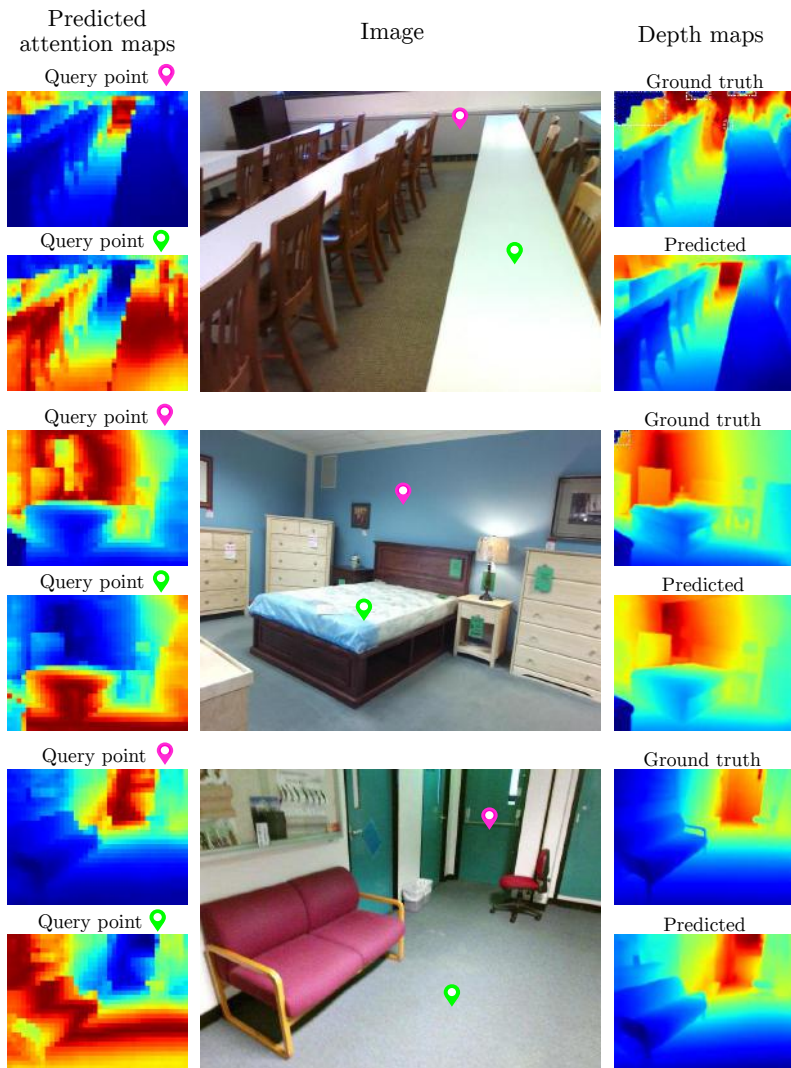 Predicted
attention maps
Image
Depth maps
Query point
Ground truth
Query point
Predicted
Query point
Ground truth
Query point
Predicted
Query point
Ground truth
Query point
Predicted